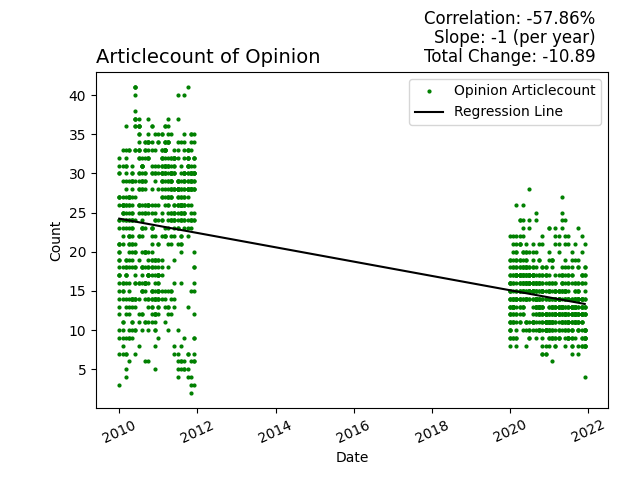 Correlation: -57.86%
Slope: -1 (per year)
Total Change: -10.89
Articlecount of Opinion
Opinion Articlecount
Regression Line
Count
40
35
30
25
20
15
10
5
2010
2012
2014
2016
2018
2020
2022
Date